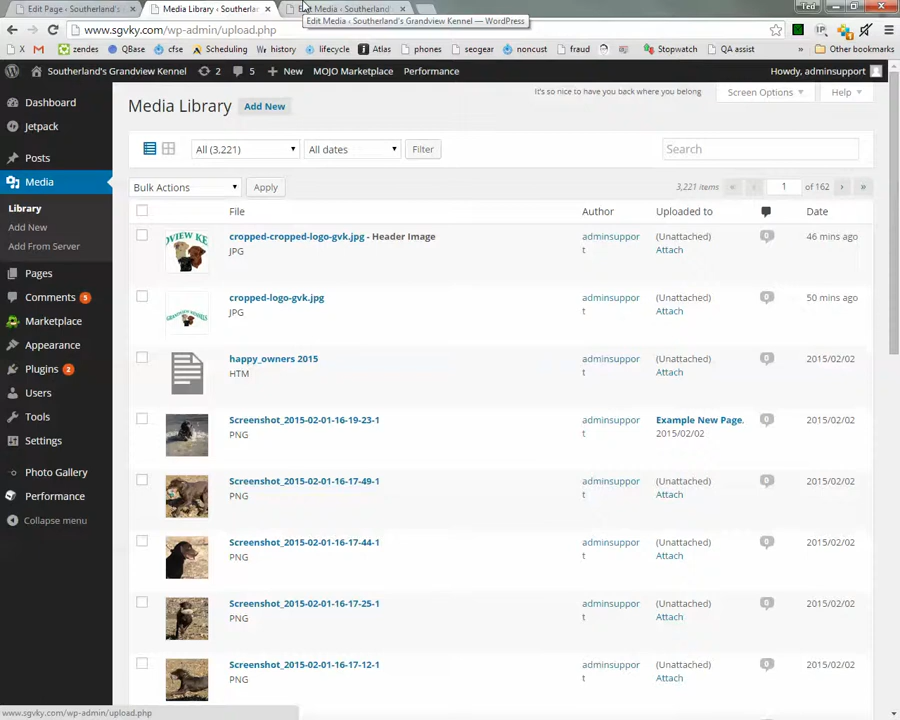 Edit Page ‹ Southerland's
Media Library ‹ Southerlan
Media ‹ Southerland's
Ted
Edit Media ‹ Southerland's Grandview Kennel — WordPress
www.sgvky.com/wp-admin/upload.php
X
zendes
QBase
cfse
Scheduling
history
lifecycle
Atlas
phones
seogear
noncust
fraud
Stopwatch
QA assist
»
Other bookmarks
Southerland's Grandview Kennel
2
5
+ New
MOJO Marketplace
Performance
Howdy, adminsupport
Dashboard
Jetpack
Posts
Media
Library
Add New
Add From Server
Pages
Comments 5
Marketplace
Appearance
Plugins 2
Users
Tools
Settings
Photo Gallery
Performance
Collapse menu
Media Library
Add New
It's so nice to have you back where you belong
Screen Options
Help
All (3,221)
All dates
Filter
Search
Bulk Actions
Apply
3,221 items
«
‹
1
of 162
›
»
File
Author
Uploaded to
Date
cropped-cropped-logo-gvk.jpg - Header Image
JPG
adminsuppor
t
(Unattached)
Attach
0
46 mins ago
cropped-logo-gvk.jpg
JPG
adminsuppor
t
(Unattached)
Attach
0
50 mins ago
happy_owners 2015
HTM
adminsuppor
t
(Unattached)
Attach
0
2015/02/02
Screenshot_2015-02-01-16-19-23-1
PNG
adminsuppor
t
Example New Page,
2015/02/02
0
2015/02/02
Screenshot_2015-02-01-16-17-49-1
PNG
adminsuppor
t
(Unattached)
Attach
0
2015/02/02
Screenshot_2015-02-01-16-17-44-1
PNG
adminsuppor
t
(Unattached)
Attach
0
2015/02/02
Screenshot_2015-02-01-16-17-25-1
PNG
adminsuppor
t
(Unattached)
Attach
0
2015/02/02
Screenshot_2015-02-01-16-17-12-1
PNG
adminsuppor
t
(Unattached)
Attach
0
2015/02/02
www.sgvky.com/wp-admin/upload.php